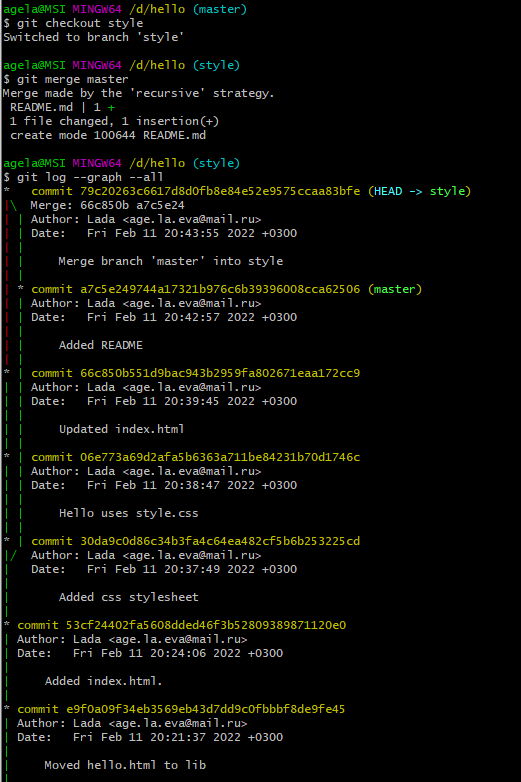 agela@MSI MINGW64 /d/hello (master)
$ git checkout style
Switched to branch 'style'
agela@MSI MINGW64 /d/hello (style)
$ git merge master
Merge made by the 'recursive' strategy.
 README.md | 1 +
 1 file changed, 1 insertion(+)
 create mode 100644 README.md
agela@MSI MINGW64 /d/hello (style)
$ git log --graph --all
*   commit 79c20263c6617d8d0fb8e84e52e9575ccaa83bfe (HEAD -> style)
|\  Merge: 66c850b a7c5e24
| | Author: Lada <age.la.eva@mail.ru>
| | Date:   Fri Feb 11 20:43:55 2022 +0300
| |
| |     Merge branch 'master' into style
| |
| * commit a7c5e249744a17321b976c6b39396008cca62506 (master)
| | Author: Lada <age.la.eva@mail.ru>
| | Date:   Fri Feb 11 20:42:57 2022 +0300
| |
| |     Added README
| |
* | commit 66c850b551d9bac943b2959fa802671eaa172cc9
| | Author: Lada <age.la.eva@mail.ru>
| | Date:   Fri Feb 11 20:39:45 2022 +0300
| |
| |     Updated index.html
| |
* | commit 06e773a69d2afa5b6363a711be84231b70d1746c
| | Author: Lada <age.la.eva@mail.ru>
| | Date:   Fri Feb 11 20:38:47 2022 +0300
| |
| |     Hello uses style.css
| |
* | commit 30da9c0d86c34b3fa4c64ea482cf5b6b253225cd
|/  Author: Lada <age.la.eva@mail.ru>
|   Date:   Fri Feb 11 20:37:49 2022 +0300
|
|       Added css stylesheet
|
* commit 53cf24402fa5608dded46f3b52809389871120e0
| Author: Lada <age.la.eva@mail.ru>
| Date:   Fri Feb 11 20:24:06 2022 +0300
|
|     Added index.html.
|
* commit e9f0a09f34eb3569eb43d7dd9c0fbbbf8de9fe45
| Author: Lada <age.la.eva@mail.ru>
| Date:   Fri Feb 11 20:21:37 2022 +0300
|
|     Moved hello.html to lib
|